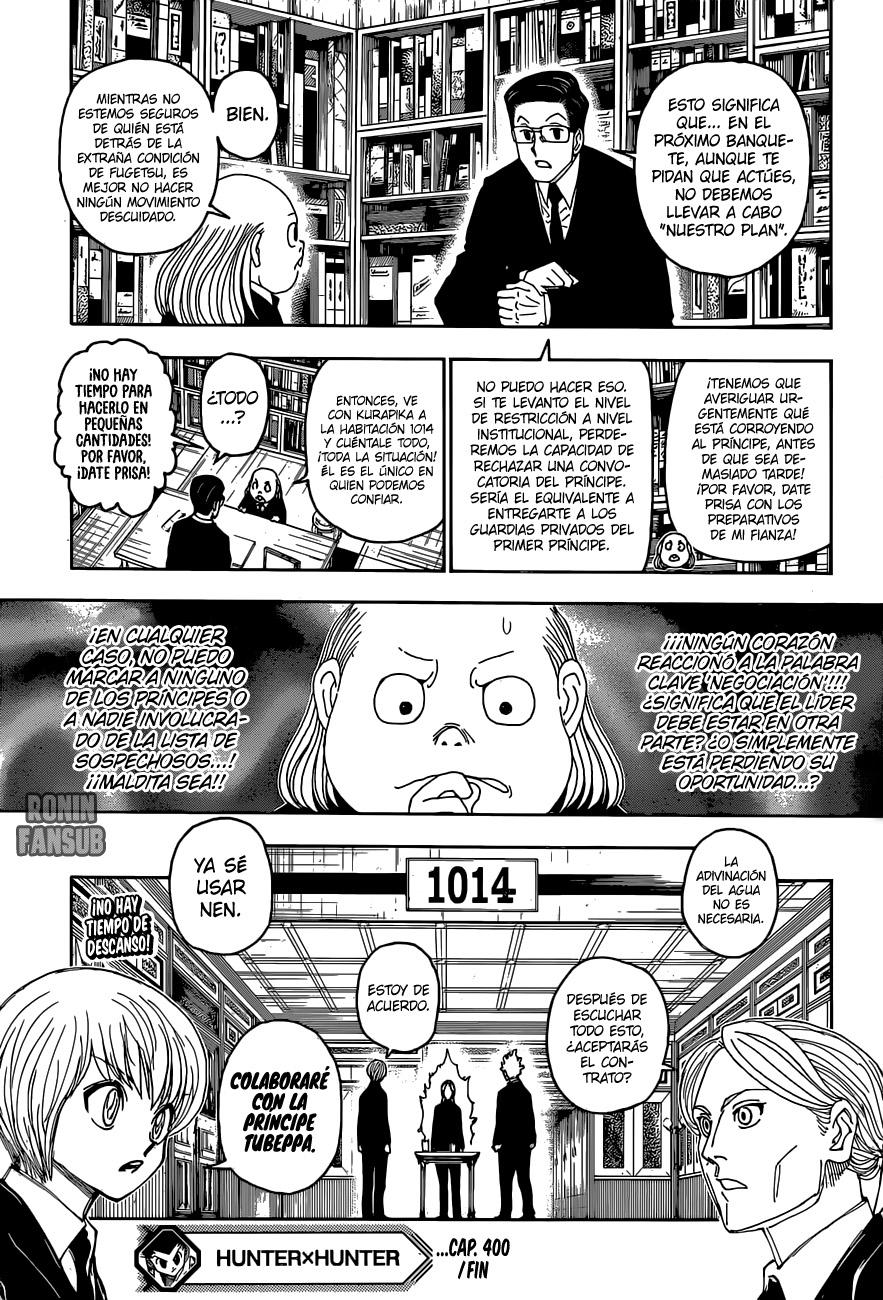 ESTO SIGNIFICA
QUE... EN EL
PRÓXIMO BANQUE-
TE, AUNQUE TE
PIDAN QUE ACTÚES,
NO DEBEMOS
LLEVAR A CABO
"NUESTRO PLAN".
BIEN.
MIENTRAS NO
ESTEMOS SEGUROS
DE QUIÉN ESTÁ
DETRÁS DE LA
EXTRAÑA CONDICIÓN
DE FUGETSU, ES
MEJOR NO HACER
NINGÚN MOVIMIENTO
DESCUIDADO.
¡TENEMOS QUE
AVERIGUAR UR-
GENTEMENTE QUÉ
ESTÁ CORROYENDO
AL PRÍNCIPE, ANTES
DE QUE SEA DE-
MASIADO TARDE!
¡POR FAVOR, DATE
PRISA CON LOS
PREPARATIVOS
DE MI FIANZA!
NO PUEDO HACER ESO.
SI TE LEVANTO EL NIVEL
DE RESTRICCIÓN A NIVEL
INSTITUCIONAL, PERDE-
REMOS LA CAPACIDAD DE
RECHAZAR UNA CONVO-
CATORIA DEL PRÍNCIPE.
SERÍA EL EQUIVALENTE A
ENTREGARTE A LOS
GUARDIAS PRIVADOS DEL
PRIMER PRÍNCIPE.
ENTONCES, VE
CON KURAPIKA A
LA HABITACIÓN 1014
Y CUÉNTALE TODO,
¡TODA LA SITUACIÓN!
ÉL ES EL ÚNICO EN
QUIEN PODEMOS
CONFIAR.
¿TODO
...?
¡NO HAY
TIEMPO PARA
HACERLO EN
PEQUEÑAS
CANTIDADES!
POR FAVOR,
¡DATE PRISA!
¡¡¡NINGÚN CORAZÓN
REACCIONÓ A LA PALABRA
CLAVE 'NEGOCIACIÓN'!!!
¿SIGNIFICA QUE EL LÍDER
DEBE ESTAR EN OTRA
PARTE? ¿O SIMPLEMENTE
ESTÁ PERDIENDO SU
OPORTUNIDAD...?
¡EN CUALQUIER
CASO, NO PUEDO
MARCAR A NINGUNO
DE LOS PRÍNCIPES O
A NADIE INVOLUCRA-
DO DE LA LISTA DE
SOSPECHOSOS...!
¡¡MALDITA SEA!!
RONIN
FANSUB
1014
LA
ADIVINACIÓN
DEL AGUA
NO ES
NECESARIA.
YA SÉ
USAR
NEN.
¡NO HAY
TIEMPO DE
DESCANSO!
DESPUÉS DE
ESCUCHAR
TODO ESTO,
¿ACEPTARÁS
EL CON-
TRATO?
ESTOY DE
ACUERDO.
COLABORARÉ
CON LA
PRINCIPE
TUBEPPA.
HUNTER×HUNTER
...CAP. 400
/FIN